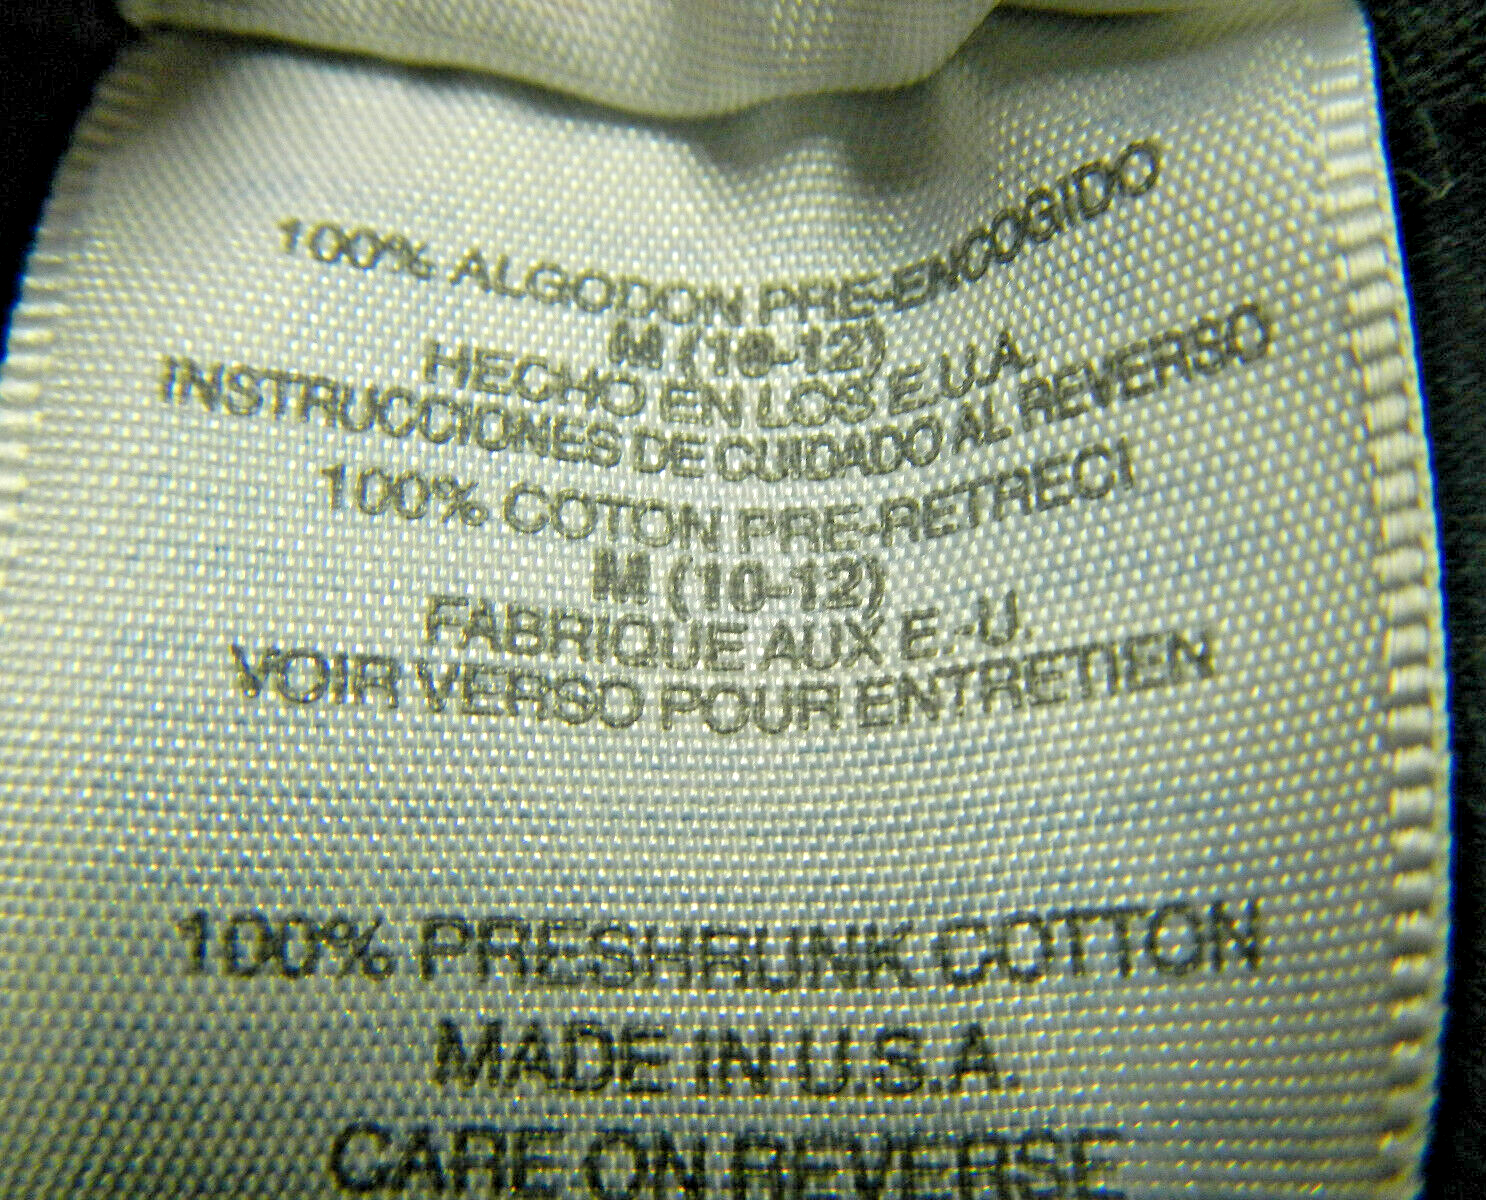 100% ALGODON PRE-ENCOGIDO
M (10-12)
HECHO EN LOS E.U.A.
INSTRUCCIONES DE CUIDADO AL REVERSO
100% COTON PRE-RETRECI
M (10-12)
FABRIQUE AUX E.-U.
VOIR VERSO POUR ENTRETIEN
100% PRESHRUNK COTTON
MADE IN U.S.A.
CARE ON REVERSE